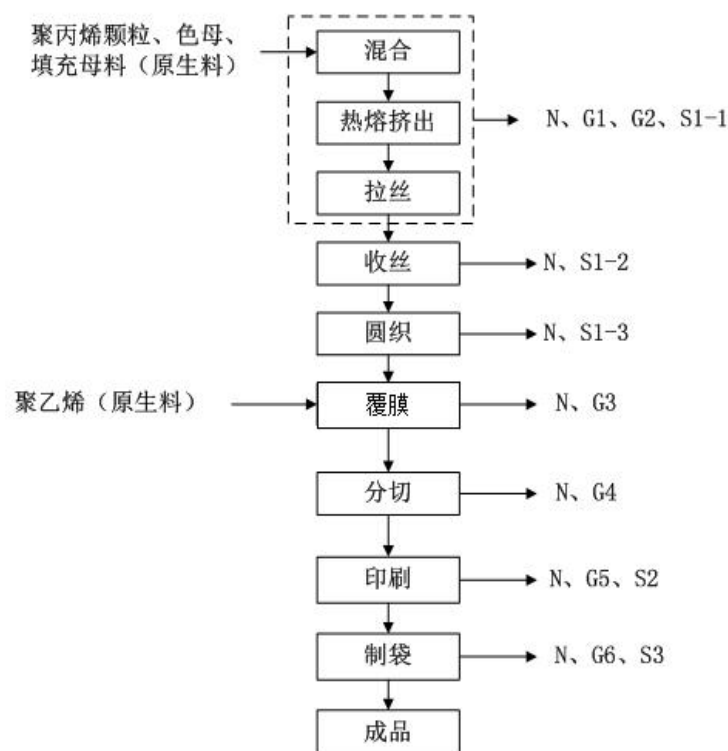 聚丙烯颗粒、色母、
填充母料（原生料）
混合
热熔挤出
N、G1、G2、S1-1
拉丝
收丝
N、S1-2
圆织
N、S1-3
聚乙烯（原生料）
覆膜
N、G3
分切
N、G4
印刷
N、G5、S2
制袋
N、G6、S3
成品